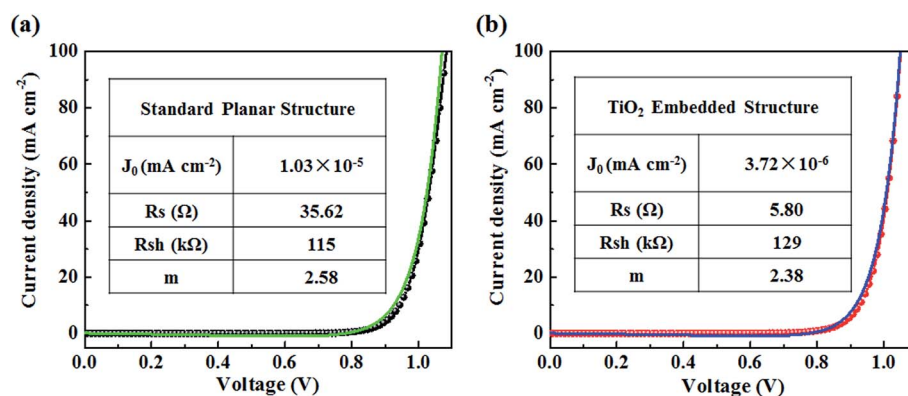 (a)
Current density (mA cm⁻²)
100
80
60
40
20
0
Standard Planar Structure
J₀ (mA cm⁻²) 1.03×10⁻⁵
Rs (Ω) 35.62
Rsh (kΩ) 115
m 2.58
0.0 0.2 0.4 0.6 0.8 1.0
Voltage (V)
(b)
Current density (mA cm⁻²)
100
80
60
40
20
0
TiO₂ Embedded Structure
J₀ (mA cm⁻²) 3.72×10⁻⁶
Rs (Ω) 5.80
Rsh (kΩ) 129
m 2.38
0.0 0.2 0.4 0.6 0.8 1.0
Voltage (V)